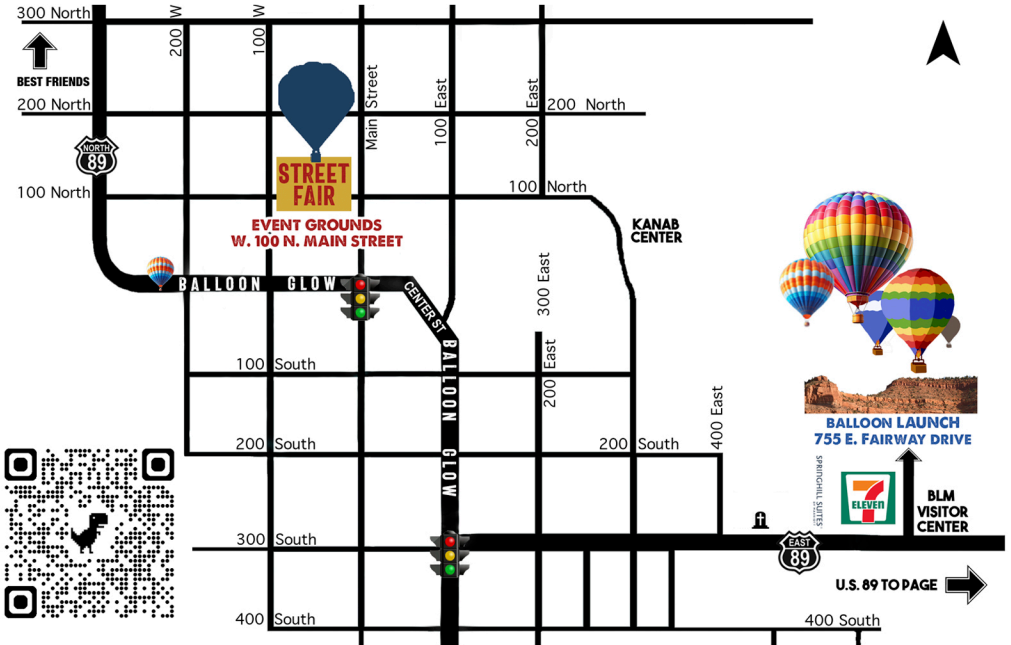 300 North
200 W
100 W
BEST FRIENDS
200 North
Main Street
100 East
200 East
200 North
NORTH
89
STREET
FAIR
100 North
100 North
EVENT GROUNDS
W. 100 N. MAIN STREET
KANAB
CENTER
BALLOON GLOW
CENTER ST
300 East
BALLOON GLOW
100 South
200 East
400 East
200 South
200 South
BALLOON LAUNCH
755 E. FAIRWAY DRIVE
SPRINGHILL SUITES
7
ELEVEN
BLM
VISITOR
CENTER
300 South
EAST
89
U.S. 89 TO PAGE
400 South
400 South